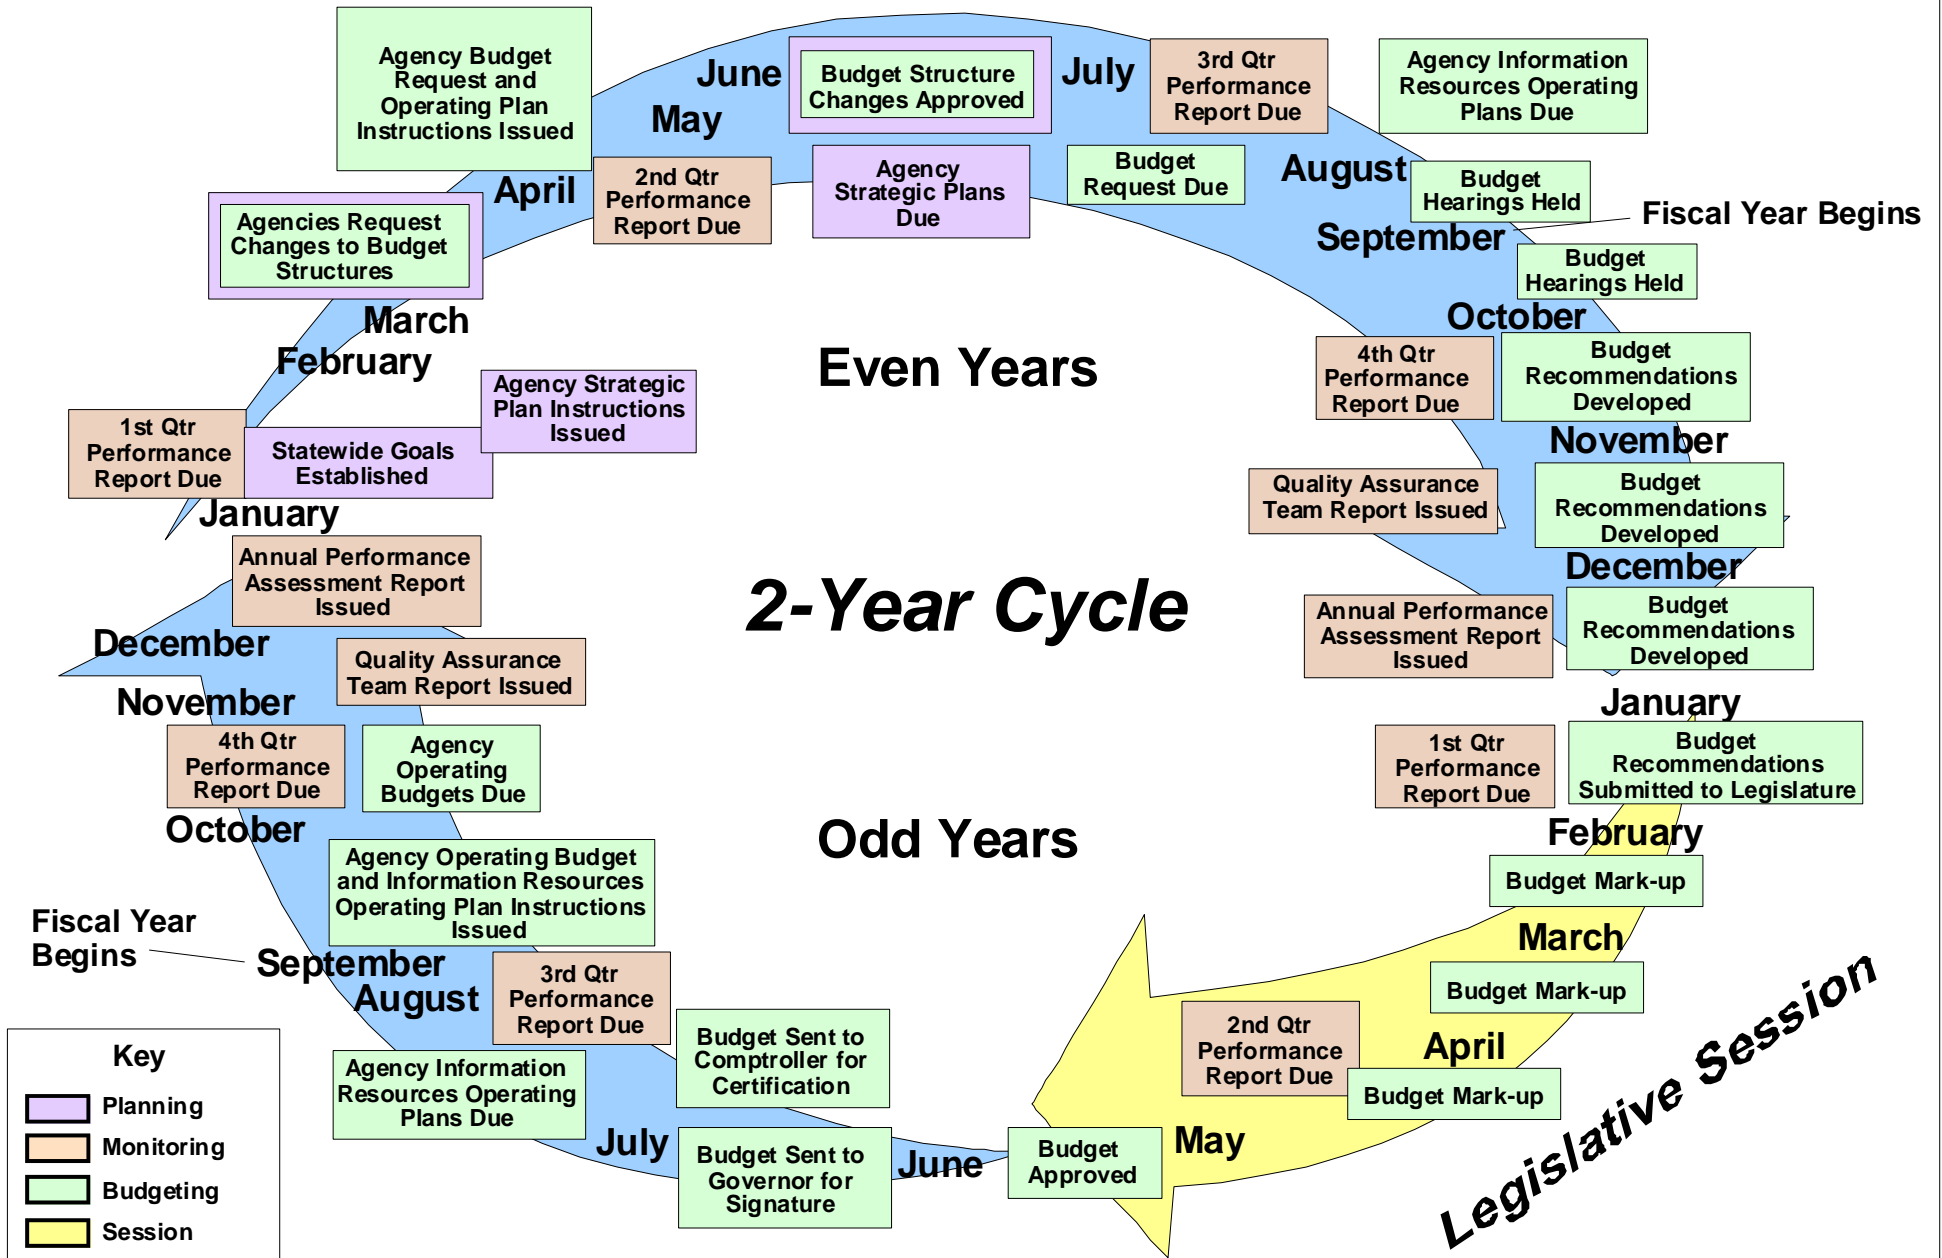 Agency Budget
Request and
Operating Plan
Instructions Issued
June
Budget Structure
Changes Approved
July
3rd Qtr
Performance
Report Due
Agency Information
Resources Operating
Plans Due
May
April
2nd Qtr
Performance
Report Due
Agency
Strategic Plans
Due
Budget
Request Due
August
Budget
Hearings Held
Fiscal Year Begins
September
Agencies Request
Changes to Budget
Structures
Budget
Hearings Held
March
October
February
Even Years
4th Qtr
Performance
Report Due
Budget
Recommendations
Developed
Agency Strategic
Plan Instructions
Issued
1st Qtr
Performance
Report Due
Statewide Goals
Established
November
January
Quality Assurance
Team Report Issued
Budget
Recommendations
Developed
Annual Performance
Assessment Report
Issued
2-Year Cycle
December
Annual Performance
Assessment Report
Issued
Budget
Recommendations
Developed
December
Quality Assurance
Team Report Issued
November
January
4th Qtr
Performance
Report Due
Agency
Operating
Budgets Due
1st Qtr
Performance
Report Due
Budget
Recommendations
Submitted to Legislature
October
Odd Years
February
Agency Operating Budget
and Information Resources
Operating Plan Instructions
Issued
Budget Mark-up
Fiscal Year
Begins
September
March
August
3rd Qtr
Performance
Report Due
Budget Mark-up
Legislative Session
Budget Sent to
Comptroller for
Certification
2nd Qtr
Performance
Report Due
April
Agency Information
Resources Operating
Plans Due
Budget Mark-up
July
Budget Sent to
Governor for
Signature
June
Budget
Approved
May
Key
Planning
Monitoring
Budgeting
Session